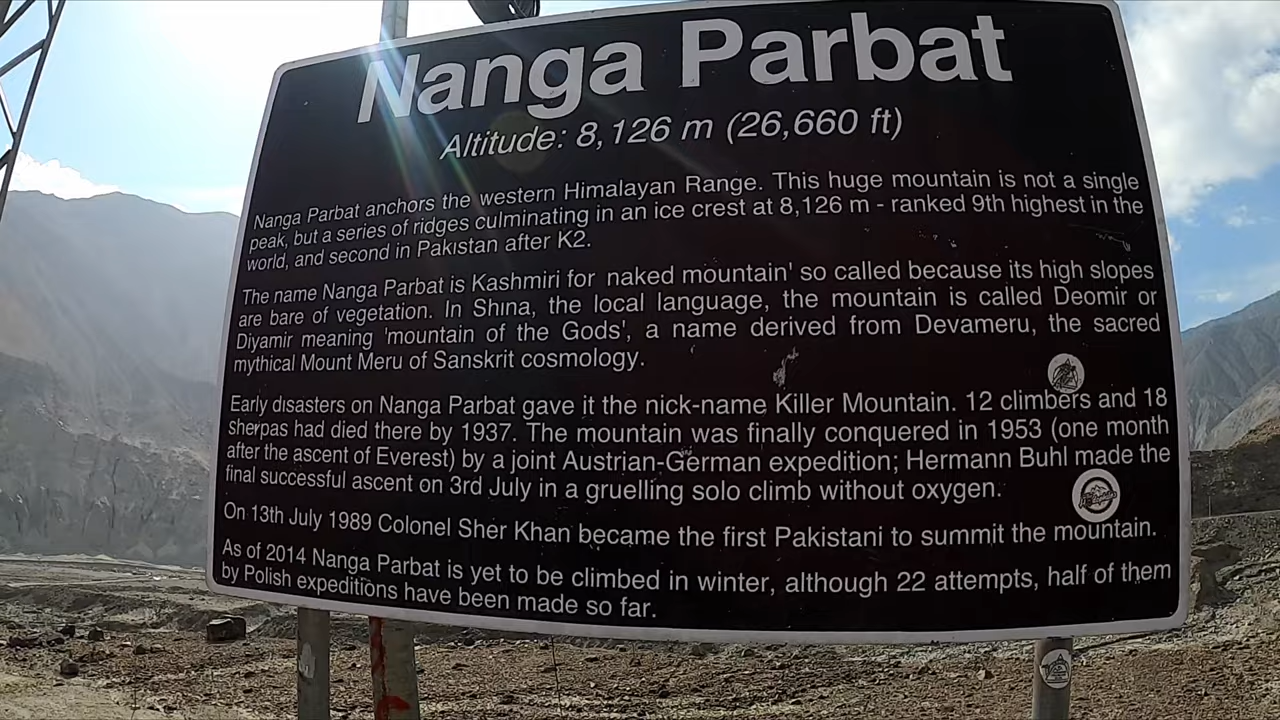 Nanga Parbat
Altitude: 8,126 m (26,660 ft)
Nanga Parbat anchors the western Himalayan Range. This huge mountain is not a single
peak, but a series of ridges culminating in an ice crest at 8,126 m - ranked 9th highest in the
world, and second in Pakistan after K2.
The name Nanga Parbat is Kashmiri for naked mountain' so called because its high slopes
are bare of vegetation. In Shina, the local language, the mountain is called Deomir or
Diyamir meaning 'mountain of the Gods', a name derived from Devameru, the sacred
mythical Mount Meru of Sanskrit cosmology.
Early disasters on Nanga Parbat gave it the nick-name Killer Mountain. 12 climbers and 18
sherpas had died there by 1937. The mountain was finally conquered in 1953 (one month
after the ascent of Everest) by a joint Austrian-German expedition; Hermann Buhl made the
final successful ascent on 3rd July in a gruelling solo climb without oxygen.
On 13th July 1989 Colonel Sher Khan became the first Pakistani to summit the mountain.
As of 2014 Nanga Parbat is yet to be climbed in winter, although 22 attempts, half of them
by Polish expeditions have been made so far.